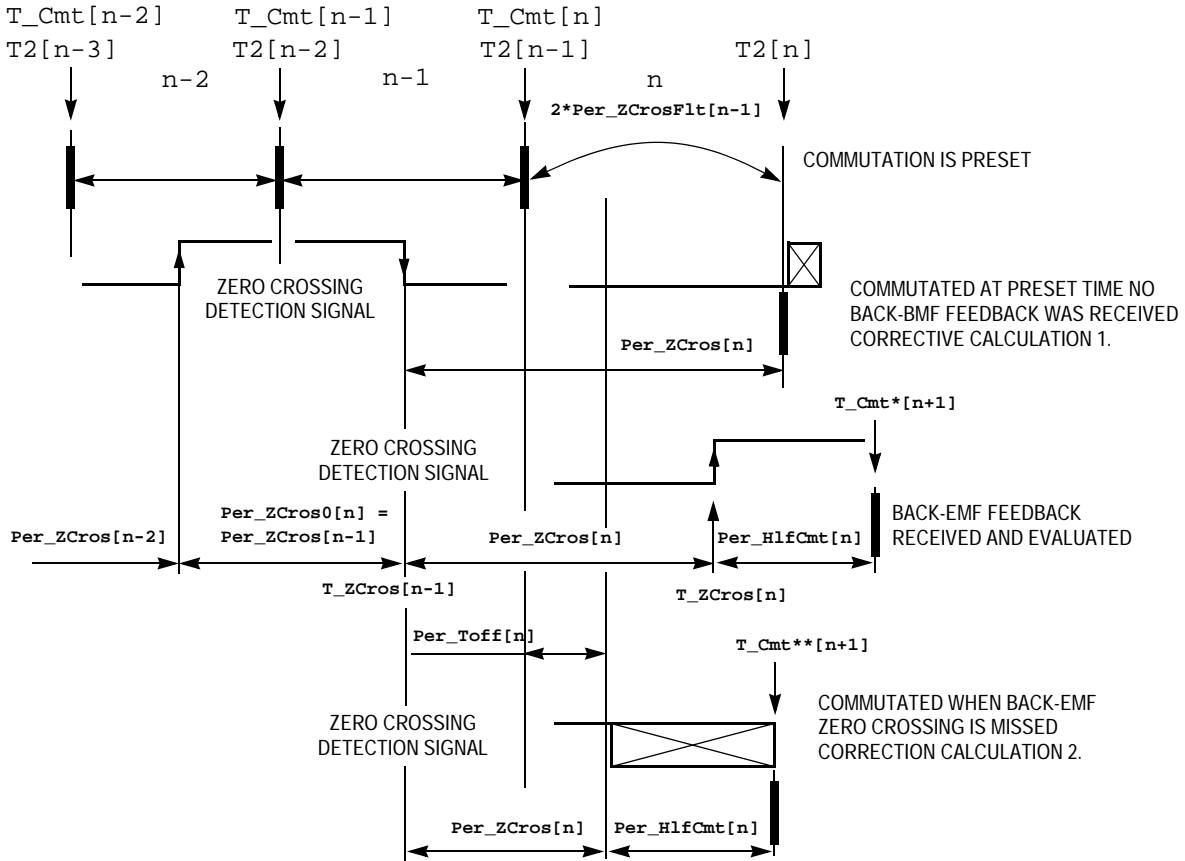 T_Cmt[n-2]
T_Cmt[n-1]
T_Cmt[n]
T2[n-3]
T2[n-2]
T2[n-1]
T2[n]
n-2
n-1
n
2*Per_ZCrosFlt[n-1]
COMMUTATION IS PRESET
ZERO CROSSING
DETECTION SIGNAL
COMMUTATED AT PRESET TIME NO
BACK-BMF FEEDBACK WAS RECEIVED
CORRECTIVE CALCULATION 1.
Per_ZCros[n]
T_Cmt*[n+1]
ZERO CROSSING
DETECTION SIGNAL
Per_ZCros[n-2]
Per_ZCros0[n] =
Per_ZCros[n-1]
Per_ZCros[n]
Per_HlfCmt[n]
BACK-EMF FEEDBACK
RECEIVED AND EVALUATED
T_ZCros[n-1]
T_ZCros[n]
Per_Toff[n]
T_Cmt**[n+1]
ZERO CROSSING
DETECTION SIGNAL
COMMUTATED WHEN BACK-EMF
ZERO CROSSING IS MISSED
CORRECTION CALCULATION 2.
Per_ZCros[n]
Per_HlfCmt[n]